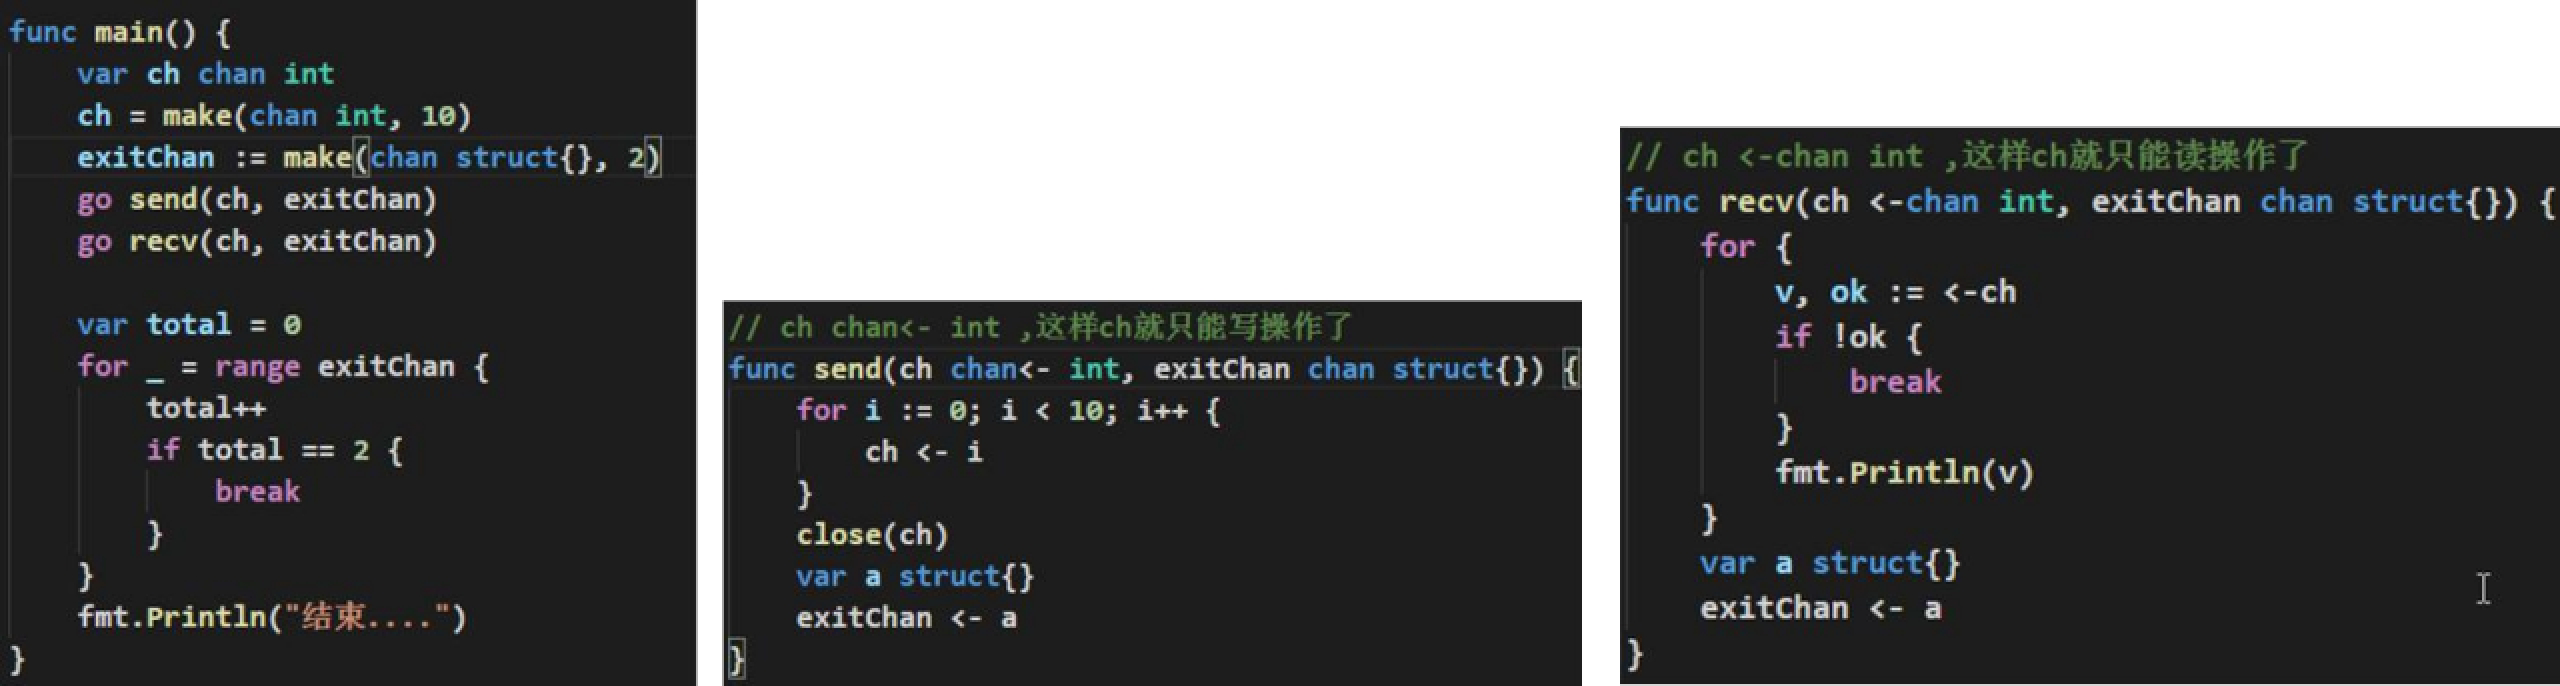 func main() {
    var ch chan int
    ch = make(chan int, 10)
    exitChan := make(chan struct{}, 2)
    go send(ch, exitChan)
    go recv(ch, exitChan)

    var total = 0
    for _ = range exitChan {
        total++
        if total == 2 {
            break
        }
    }
    fmt.Println("结束....")
}
// ch chan<- int ,这样ch就只能写操作了
func send(ch chan<- int, exitChan chan struct{}) {
    for i := 0; i < 10; i++ {
        ch <- i
    }
    close(ch)
    var a struct{}
    exitChan <- a
}
// ch <-chan int ,这样ch就只能读操作了
func recv(ch <-chan int, exitChan chan struct{}) {
    for {
        v, ok := <-ch
        if !ok {
            break
        }
        fmt.Println(v)
    }
    var a struct{}
    exitChan <- a
}